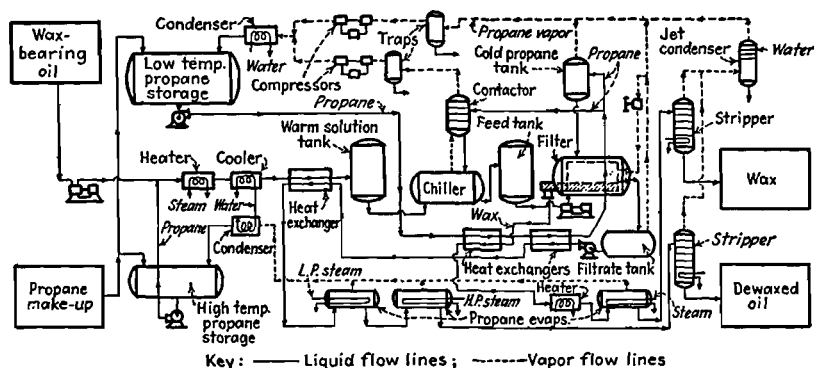 Condenser
Wax-
bearing
oil
Low temp.
propane
storage
Water
Compressors
Traps
Propane vapor
Cold propane
tank
Propane
Jet
condenser
Water
Propane
Contactor
Warm solution
tank
Feed tank
Filter
Stripper
Heater
Cooler
Chiller
Wax
Steam
Water
Heat
exchanger
Wax
Propane
Condenser
Stripper
Propane
make-up
High temp.
propane
storage
L.P. steam
Heat exchangers
Filtrate tank
H.P. steam
Heater
Propane evaps.
Steam
Dewaxed
oil
Key: Liquid flow lines; Vapor flow lines